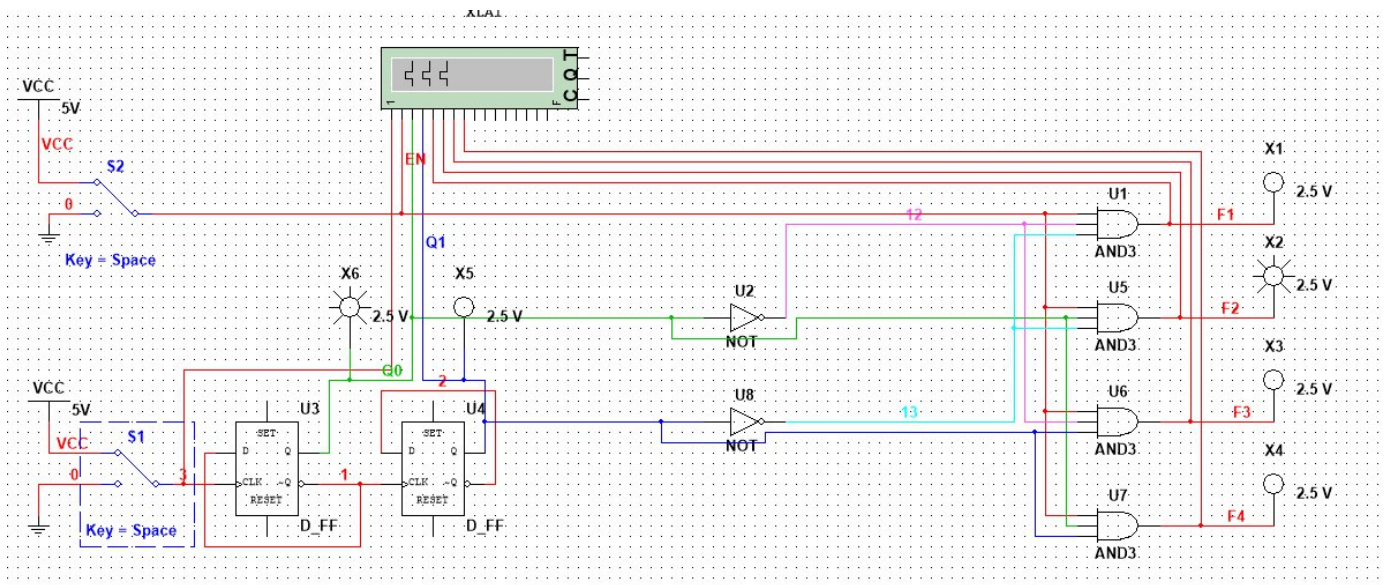 XLA1
1
F
C Q T
VCC
5V
VCC
S2
0
Key = Space
EN
Q1
X6
2.5 V
X5
2.5 V
Q0
2
VCC
5V
VCC
S1
0
3
Key = Space
U3
SET
D Q
CLK ~Q
RESET
D_FF
1
U4
SET
D Q
CLK ~Q
RESET
D_FF
U2
NOT
12
U8
NOT
13
U1
AND3
F1
X1
2.5 V
U5
AND3
F2
X2
2.5 V
U6
AND3
F3
X3
2.5 V
U7
AND3
F4
X4
2.5 V